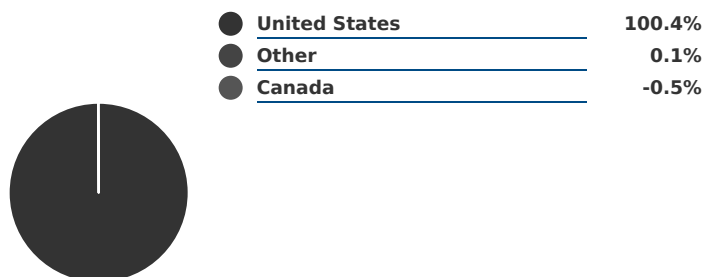 United States 100.4%
Other 0.1%
Canada -0.5%